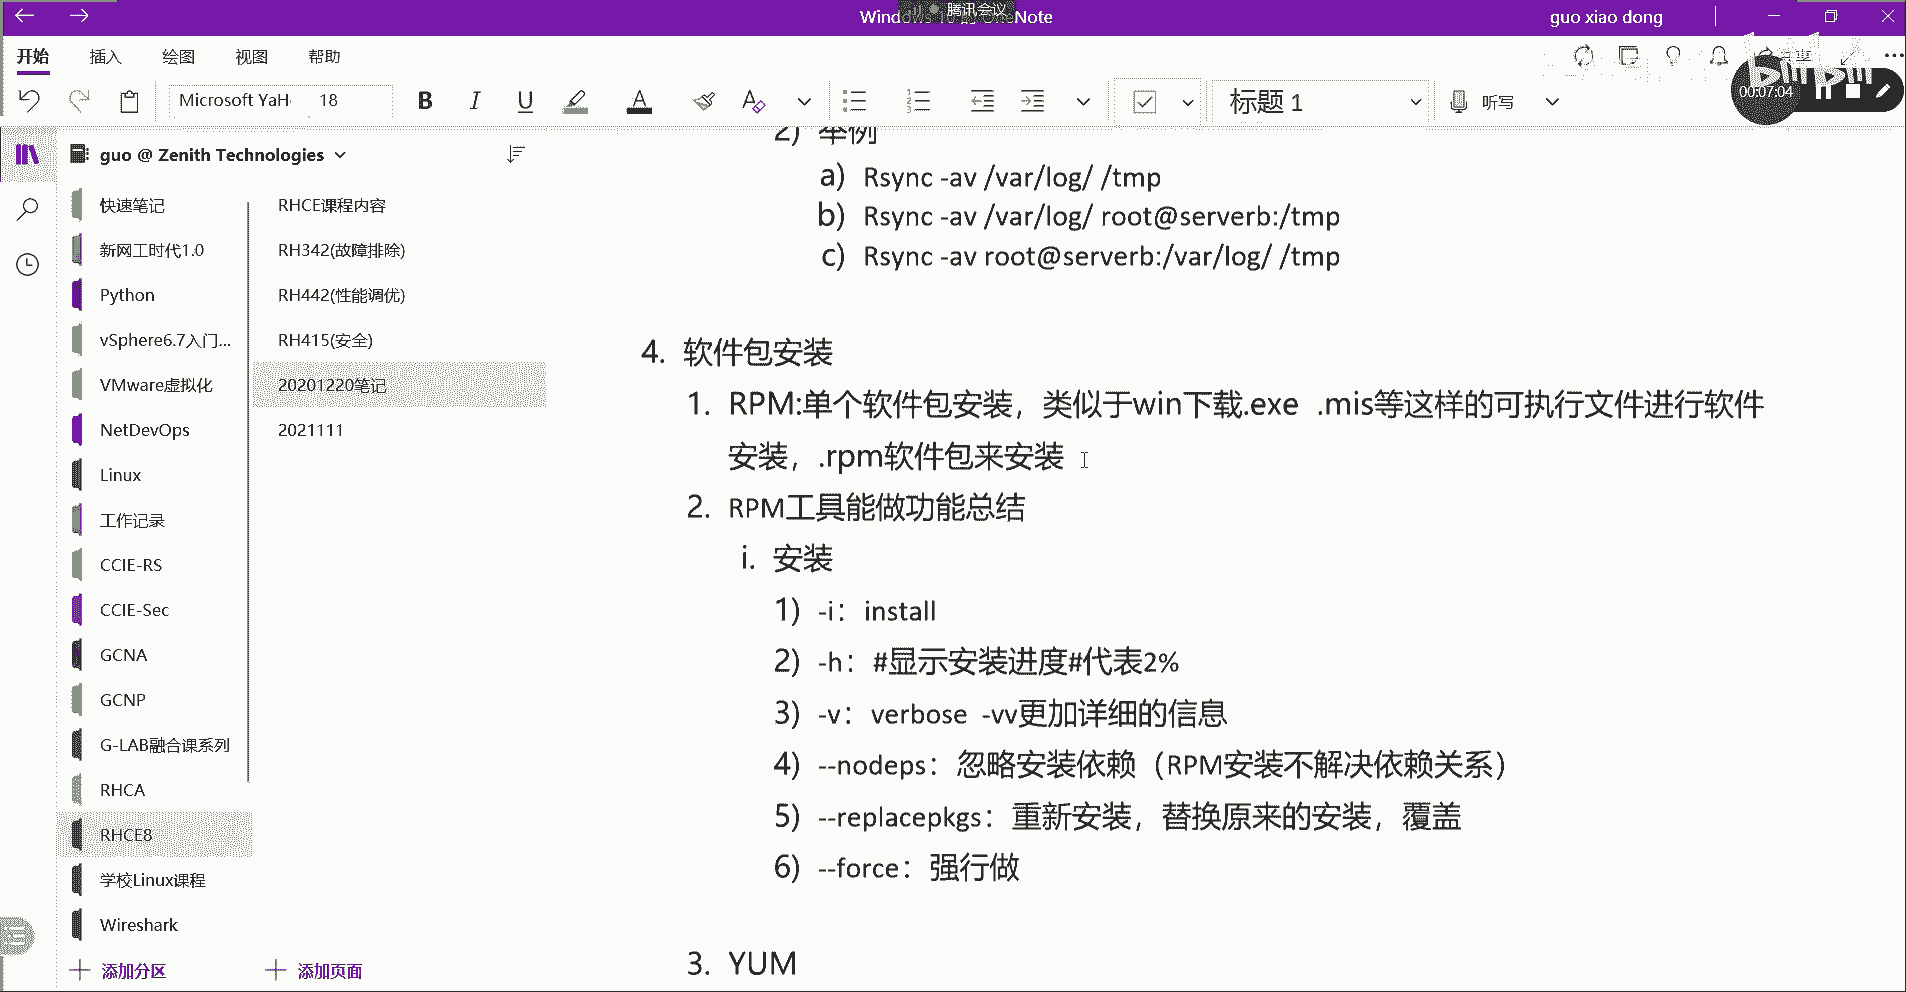 腾讯会议
guo xiao dong
开始 插入 绘图 视图 帮助
Microsoft YaH 18
标题 1
听写
bilibili
00:07:04
guo @ Zenith Technologies
快速笔记
新网工时代1.0
Python
vSphere6.7入门...
VMware虚拟化
NetDevOps
Linux
工作记录
CCIE-RS
CCIE-Sec
GCNA
GCNP
G-LAB融合课系列
RHCA
RHCE8
学校Linux课程
Wireshark
添加分区
RHCE课程内容
RH342(故障排除)
RH442(性能调优)
RH415(安全)
20201220笔记
2021111
添加页面
2) 举例
a) Rsync -av /var/log/ /tmp
b) Rsync -av /var/log/ root@serverb:/tmp
c) Rsync -av root@serverb:/var/log/ /tmp
4. 软件包安装
1. RPM:单个软件包安装，类似于win下载.exe .mis等这样的可执行文件进行软件
安装，.rpm软件包来安装
2. RPM工具能做功能总结
i. 安装
1) -i：install
2) -h：#显示安装进度#代表2%
3) -v：verbose -vv更加详细的信息
4) --nodeps：忽略安装依赖（RPM安装不解决依赖关系）
5) --replacepkgs：重新安装，替换原来的安装，覆盖
6) --force：强行做
3. YUM